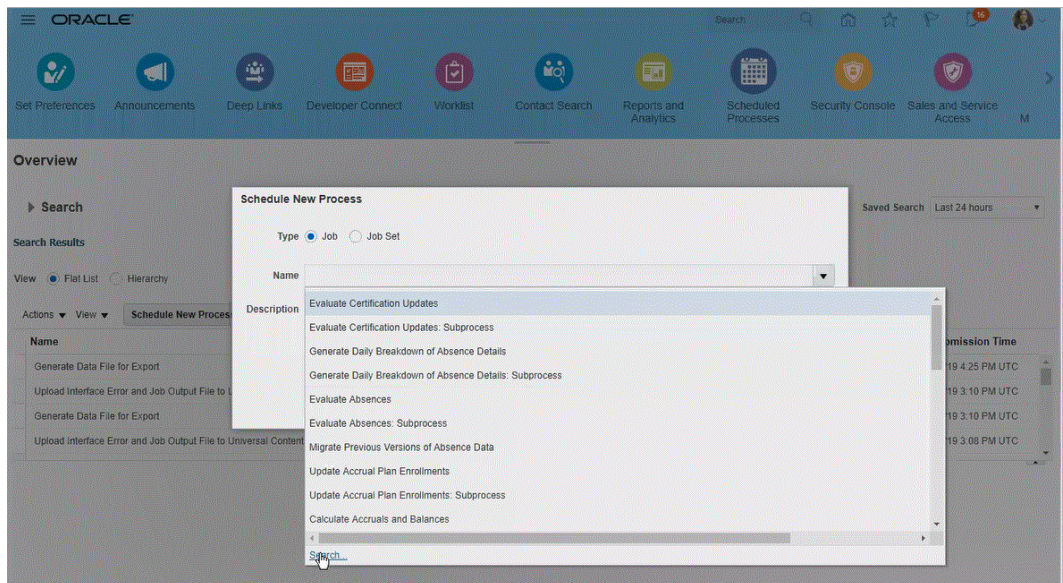 ORACLE
Search
16
Set Preferences
Announcements
Deep Links
Developer Connect
Worklist
Contact Search
Reports and Analytics
Scheduled Processes
Security Console
Sales and Service Access
M
Overview
Search
Saved Search
Last 24 hours
Search Results
View
Flat List
Hierarchy
Actions
View
Schedule New Proces
Name
omission Time
Generate Data File for Export
19 4:25 PM UTC
Upload Interface Error and Job Output File to U
19 3:10 PM UTC
Generate Data File for Export
19 3:10 PM UTC
Upload interface Error and Job Output File to Universal Content
19 3:08 PM UTC
Schedule New Process
Type
Job
Job Set
Name
Description
Evaluate Certification Updates
Evaluate Certification Updates: Subprocess
Generate Daily Breakdown of Absence Details
Generate Daily Breakdown of Absence Details: Subprocess
Evaluate Absences
Evaluate Absences: Subprocess
Migrate Previous Versions of Absence Data
Update Accrual Plan Enrollments
Update Accrual Plan Enrollments: Subprocess
Calculate Accruals and Balances
Search...